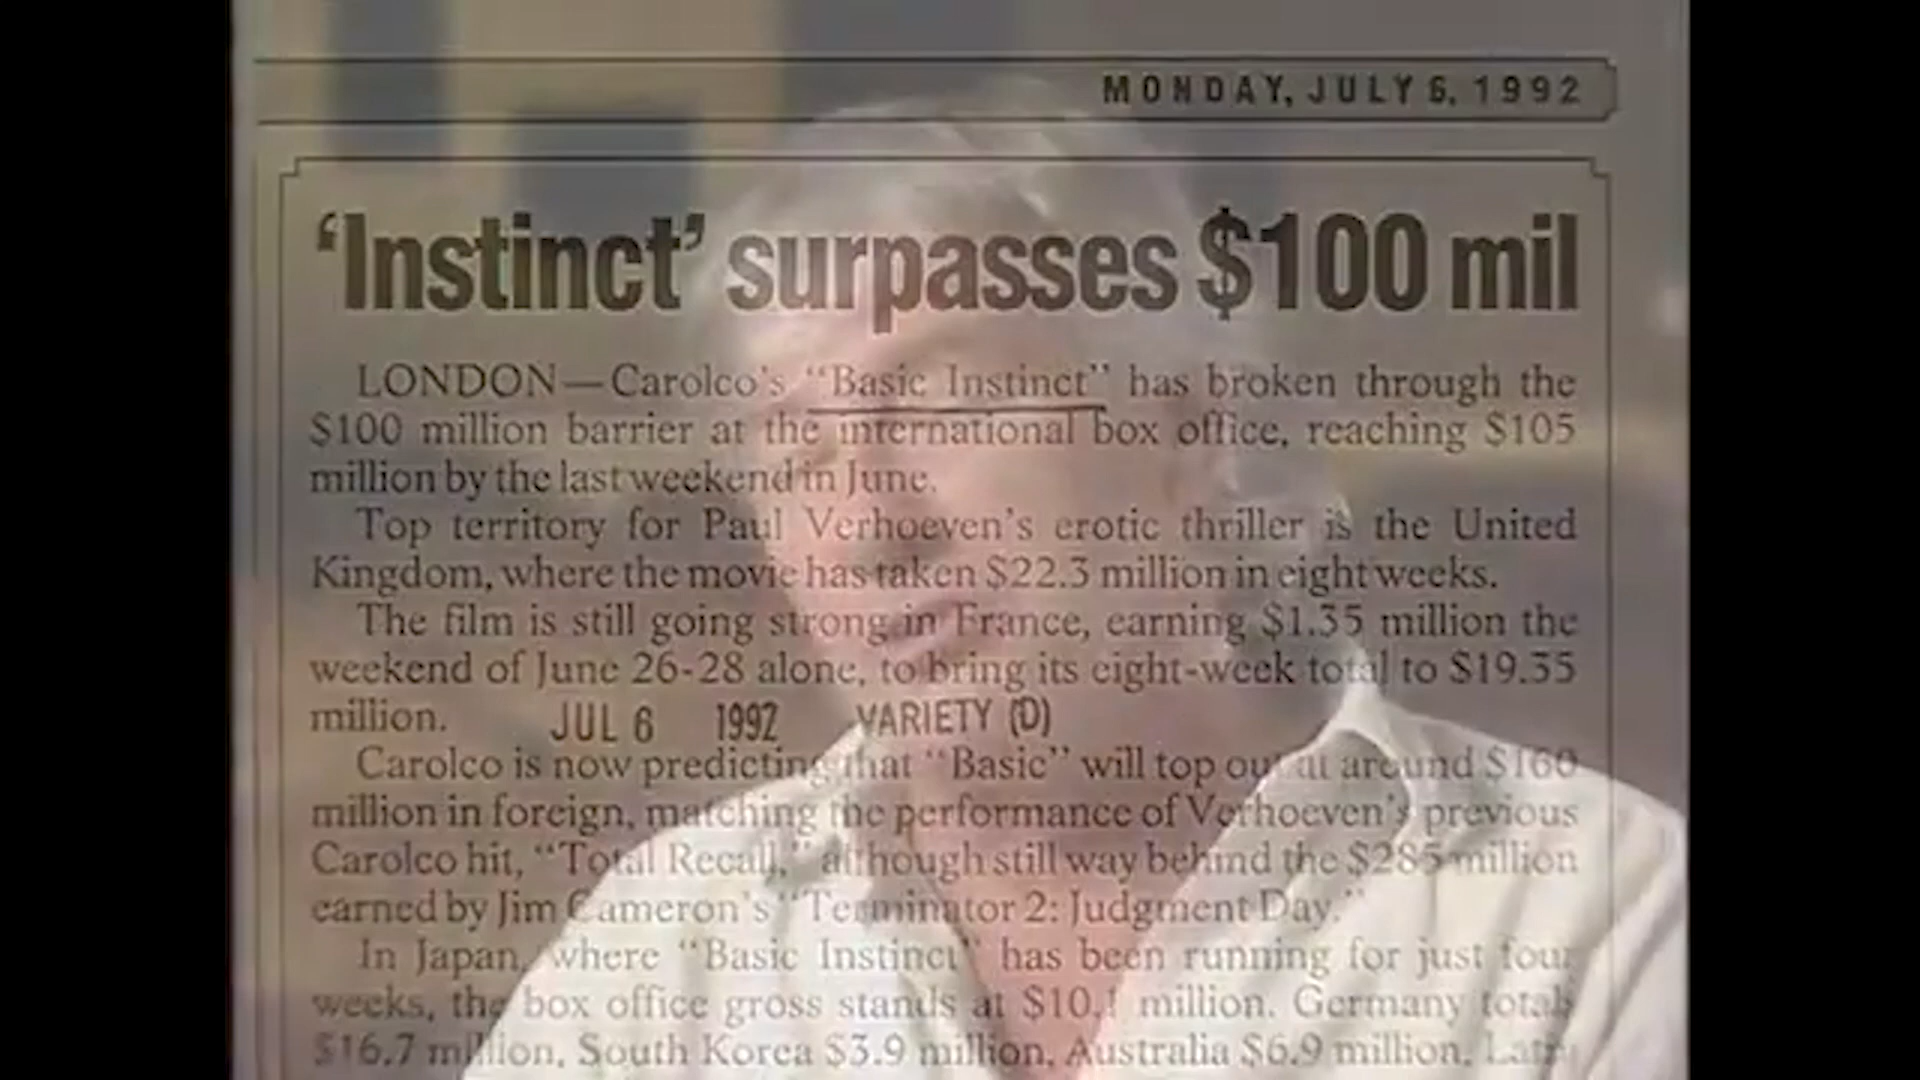 MONDAY, JULY 6, 1992
‘Instinct’ surpasses $100 mil
LONDON—Carolco's “Basic Instinct” has broken through the
$100 million barrier at the international box office, reaching $105
million by the last weekend in June.
Top territory for Paul Verhoeven's erotic thriller is the United
Kingdom, where the movie has taken $22.3 million in eight weeks.
The film is still going strong in France, earning $1.35 million the
weekend of June 26-28 alone, to bring its eight-week total to $19.35
million.
JUL 6 1992 VARIETY (D)
Carolco is now predicting that “Basic” will top out at around $160
million in foreign, matching the performance of Verhoeven's previous
Carolco hit, “Total Recall,” although still way behind the $285 million
earned by Jim Cameron's “Terminator 2: Judgment Day.”
In Japan, where “Basic Instinct” has been running for just four
weeks, the box office gross stands at $10.1 million. Germany totals
$16.7 million, South Korea $3.9 million, Australia $6.9 million, Latin